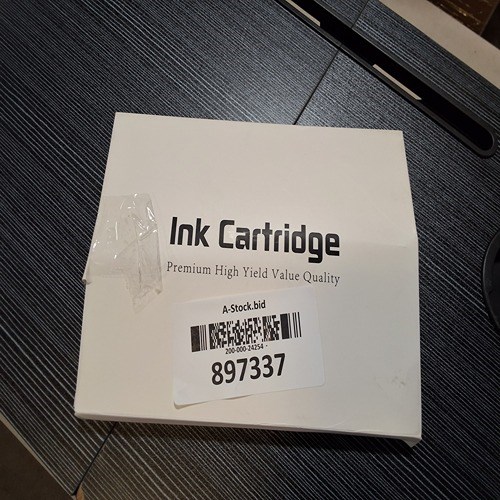 Ink Cartridge
Premium High Yield Value Quality
A-Stock.bid
200-000-24254 -
897337